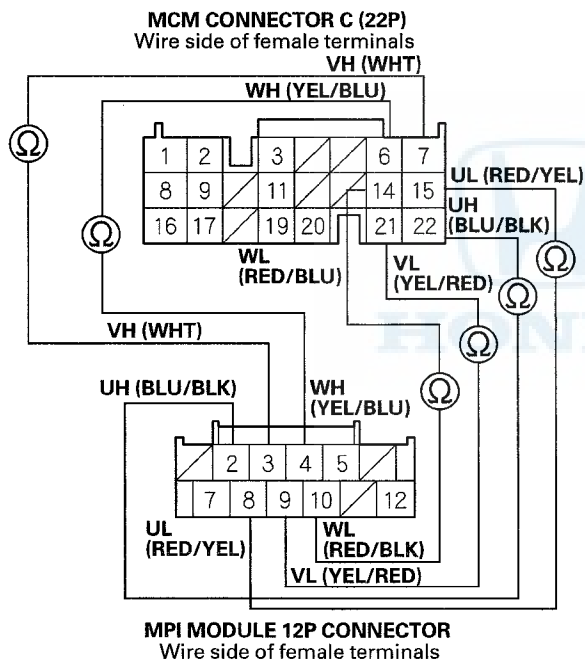 MCM CONNECTOR C (22P)
Wire side of female terminals
VH (WHT)
WH (YEL/BLU)
Ω
1 2 3 6 7
UL (RED/YEL)
8 9 11 14 15
UH
(BLU/BLK)
Ω
16 17 19 20 21 22
WL
(RED/BLU)
VL
(YEL/RED)
Ω
Ω
VH (WHT)
Ω
HON
UH (BLU/BLK)
WH
(YEL/BLU)
Ω
2 3 4 5
7 8 9 10 12
UL
(RED/YEL)
WL
(RED/BLK)
VL (YEL/RED)
MPI MODULE 12P CONNECTOR
Wire side of female terminals